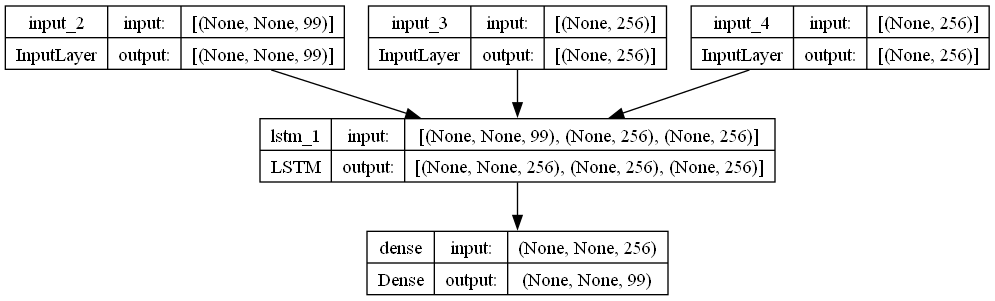 input_2 input: [(None, None, 99)]
InputLayer output: [(None, None, 99)]
input_3 input: [(None, 256)]
InputLayer output: [(None, 256)]
input_4 input: [(None, 256)]
InputLayer output: [(None, 256)]
lstm_1 input: [(None, None, 99), (None, 256), (None, 256)]
LSTM output: [(None, None, 256), (None, 256), (None, 256)]
dense input: (None, None, 256)
Dense output: (None, None, 99)